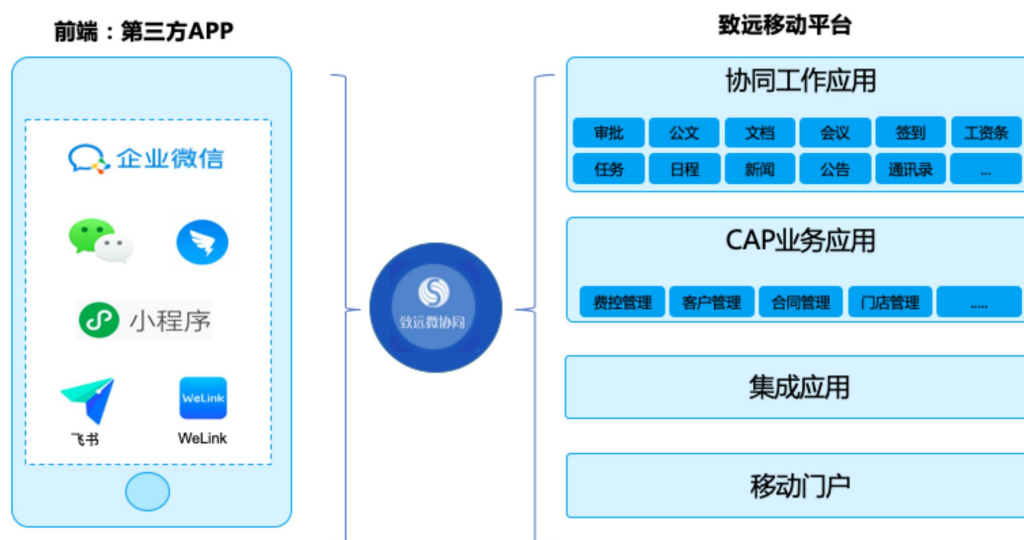 前端：第三方APP
企业微信
小程序
WeLink
飞书
WeLink
致远微协同
致远移动平台
协同工作应用
审批 公文 文档 会议 签到 工资条
任务 日程 新闻 公告 通讯录 ...
CAP业务应用
费控管理 客户管理 合同管理 门店管理 .....
集成应用
移动门户